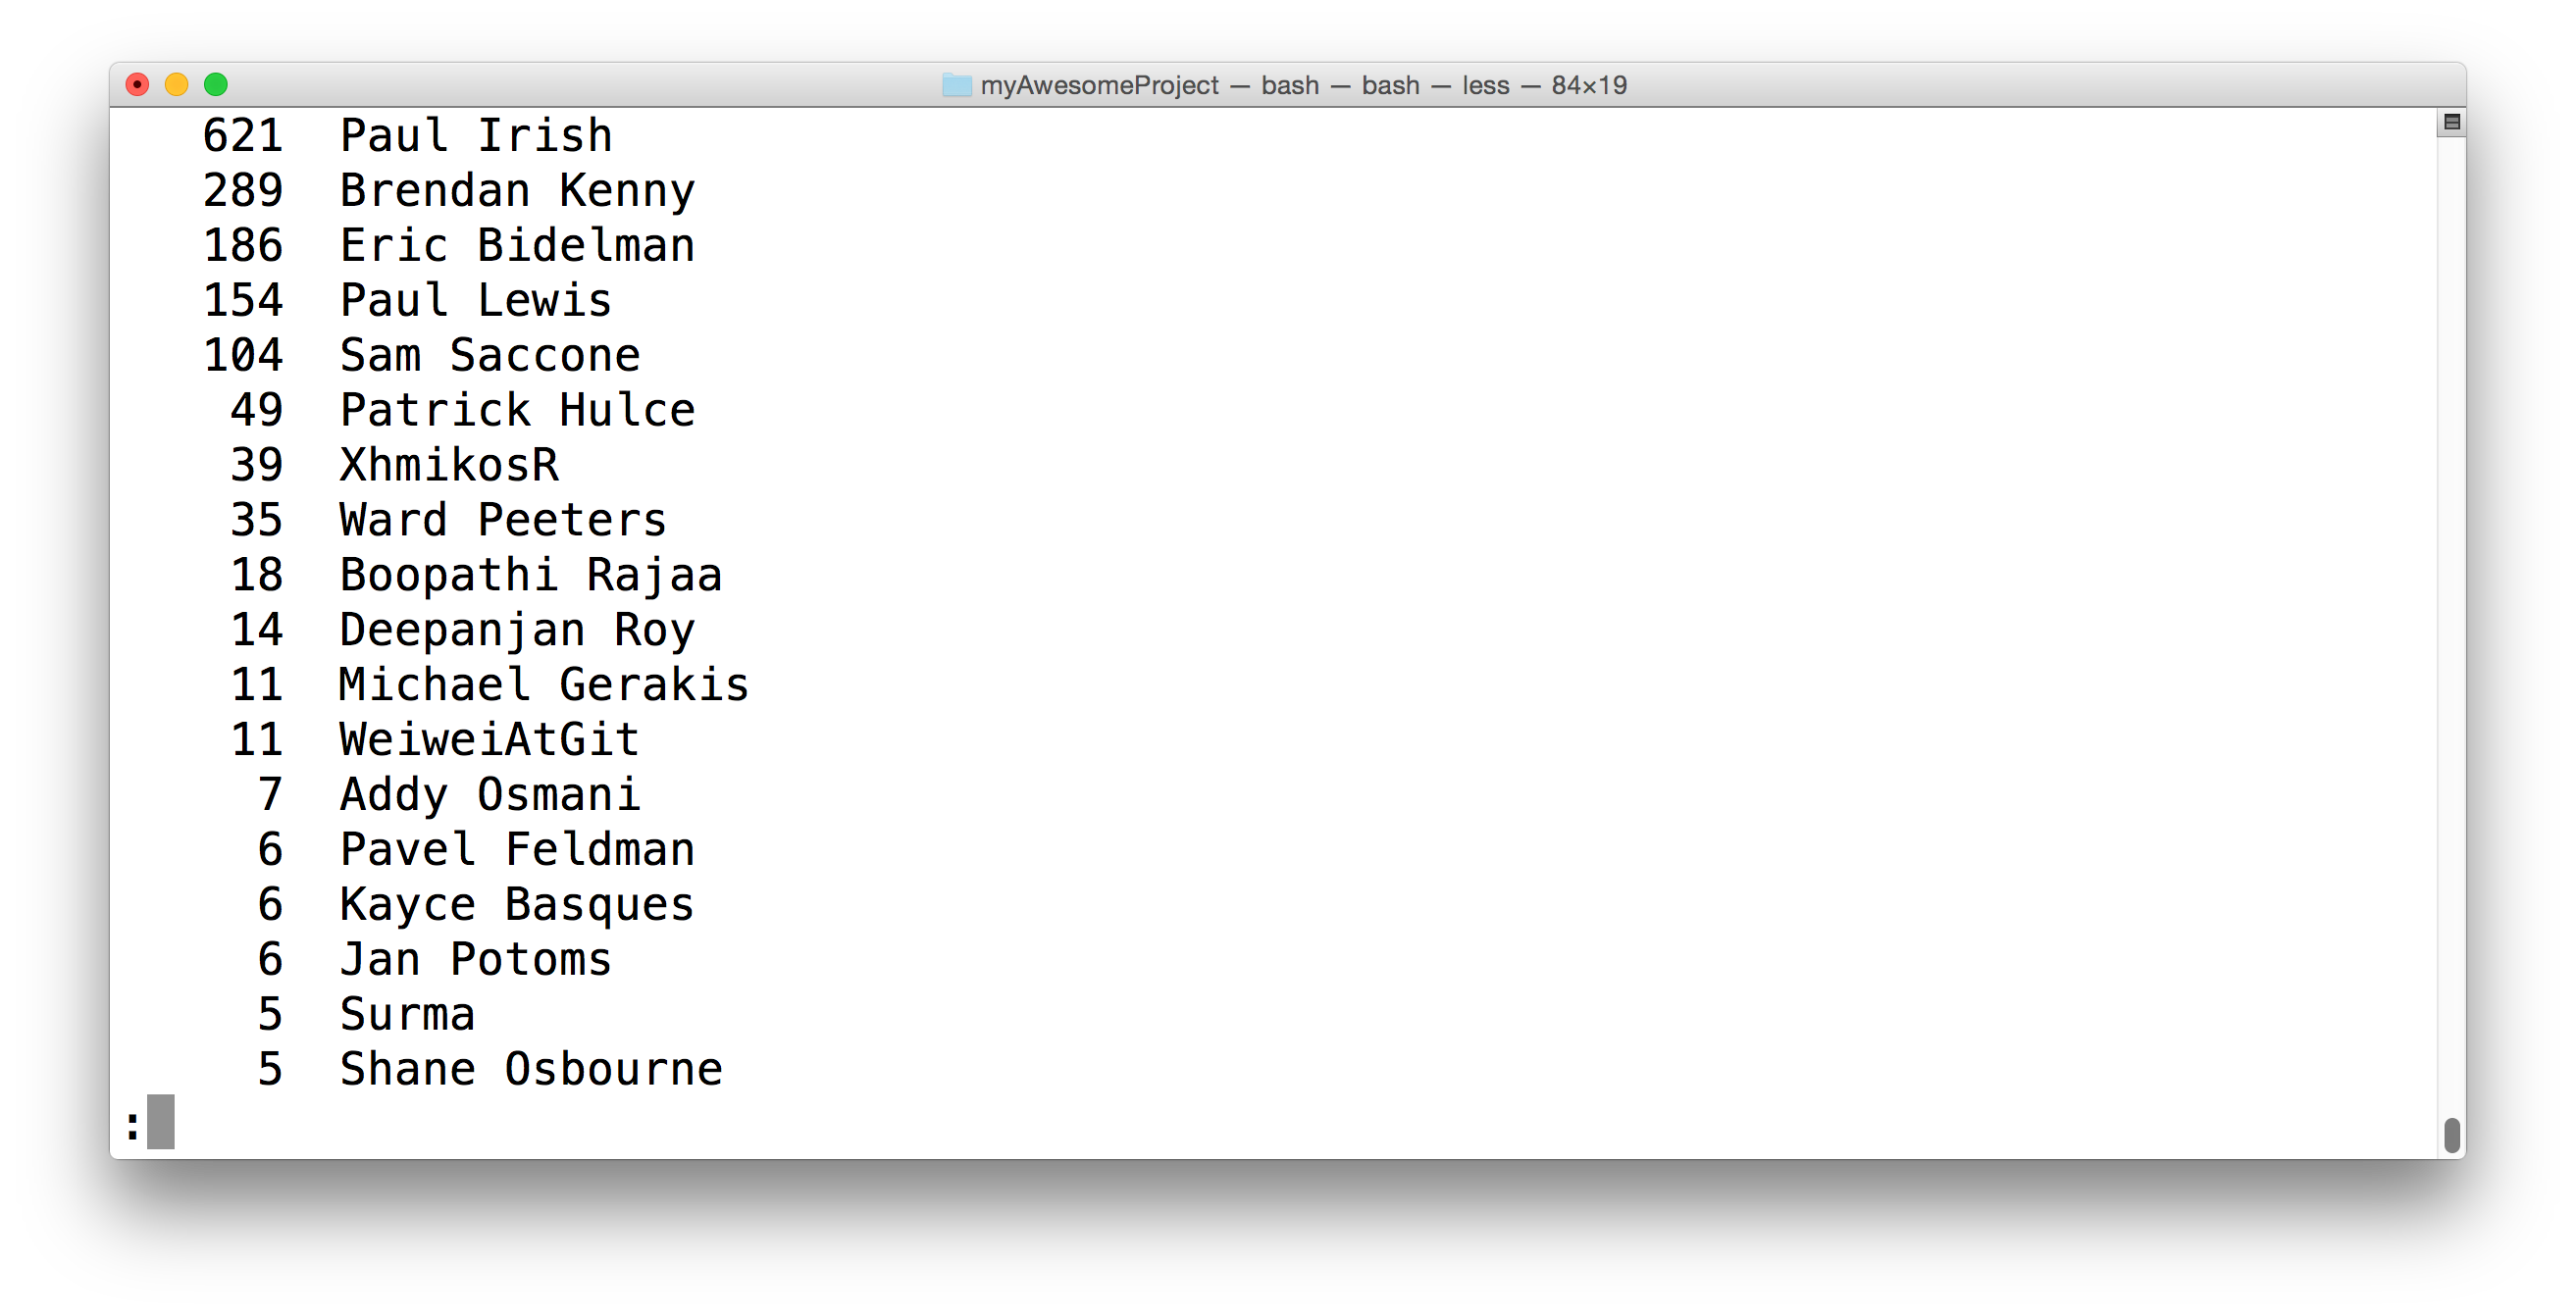 myAwesomeProject — bash — bash — less — 84×19
621 Paul Irish
289 Brendan Kenny
186 Eric Bidelman
154 Paul Lewis
104 Sam Saccone
49 Patrick Hulce
39 XhmikosR
35 Ward Peeters
18 Boopathi Rajaa
14 Deepanjan Roy
11 Michael Gerakis
11 WeiweiAtGit
7 Addy Osmani
6 Pavel Feldman
6 Kayce Basques
6 Jan Potoms
5 Surma
5 Shane Osbourne
: